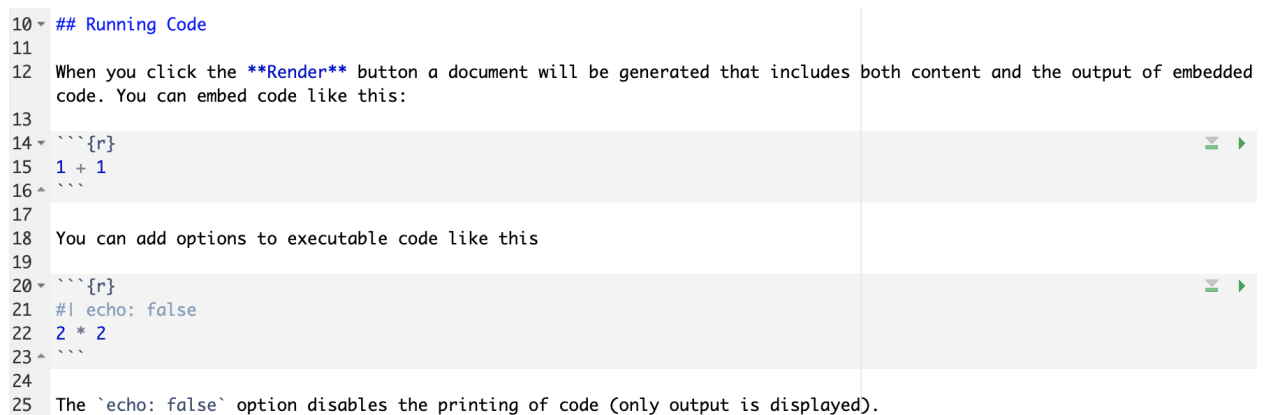 10 ## Running Code
11
12 When you click the **Render** button a document will be generated that includes both content and the output of embedded
code. You can embed code like this:
13
14 ```{r}
15 1 + 1
16 ```
17
18 You can add options to executable code like this
19
20 ```{r}
21 #| echo: false
22 2 * 2
23 ```
24
25 The `echo: false` option disables the printing of code (only output is displayed).